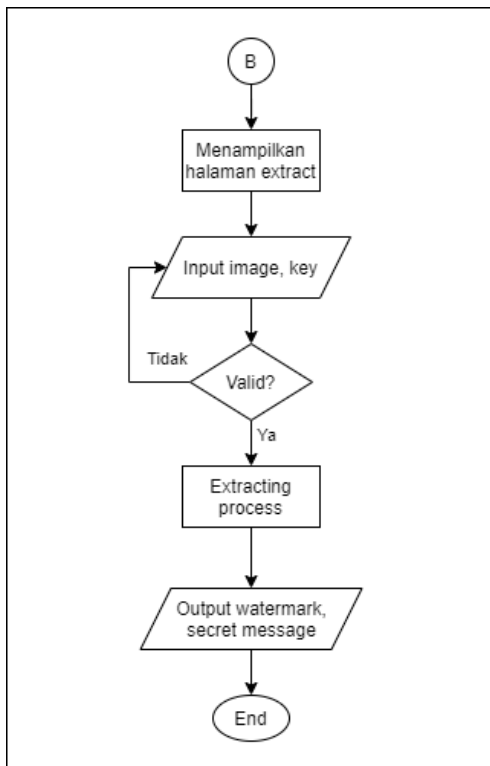 B
Menampilkan
halaman extract
Input image, key
Tidak
Valid?
Ya
Extracting
process
Output watermark,
secret message
End